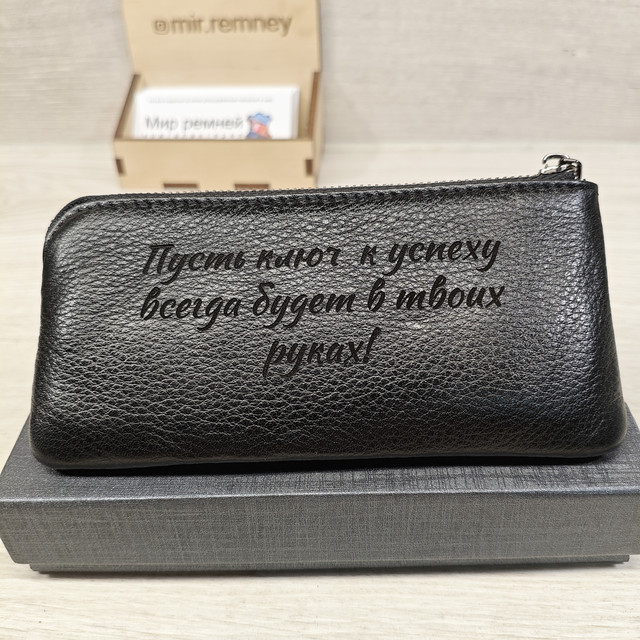 @mir.remney
Мир ремней
Пусть ключ к успеху
всегда будет в твоих
руках!